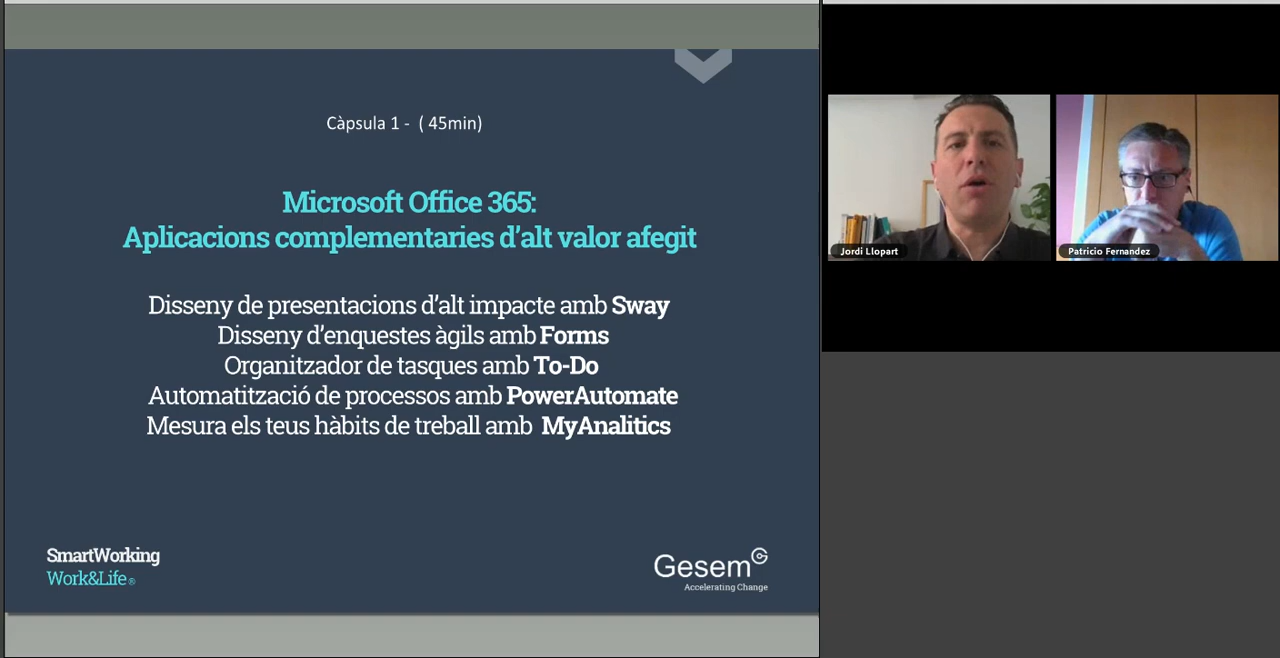 Càpsula 1 - ( 45min)
Microsoft Office 365:
Aplicacions complementaries d'alt valor afegit
Disseny de presentacions d'alt impacte amb Sway
Disseny d'enquestes àgils amb Forms
Organitzador de tasques amb To-Do
Automatització de processos amb PowerAutomate
Mesura els teus hàbits de treball amb MyAnalitics
SmartWorking
Work&Life®
Gesem
Accelerating Change
Jordi Llopart
Patricio Fernandez